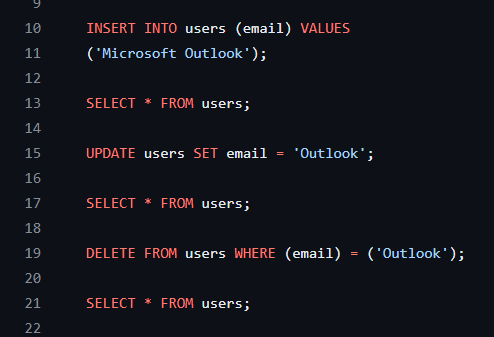 9
10 INSERT INTO users (email) VALUES
11 ('Microsoft Outlook');
12
13 SELECT * FROM users;
14
15 UPDATE users SET email = 'Outlook';
16
17 SELECT * FROM users;
18
19 DELETE FROM users WHERE (email) = ('Outlook');
20
21 SELECT * FROM users;
22